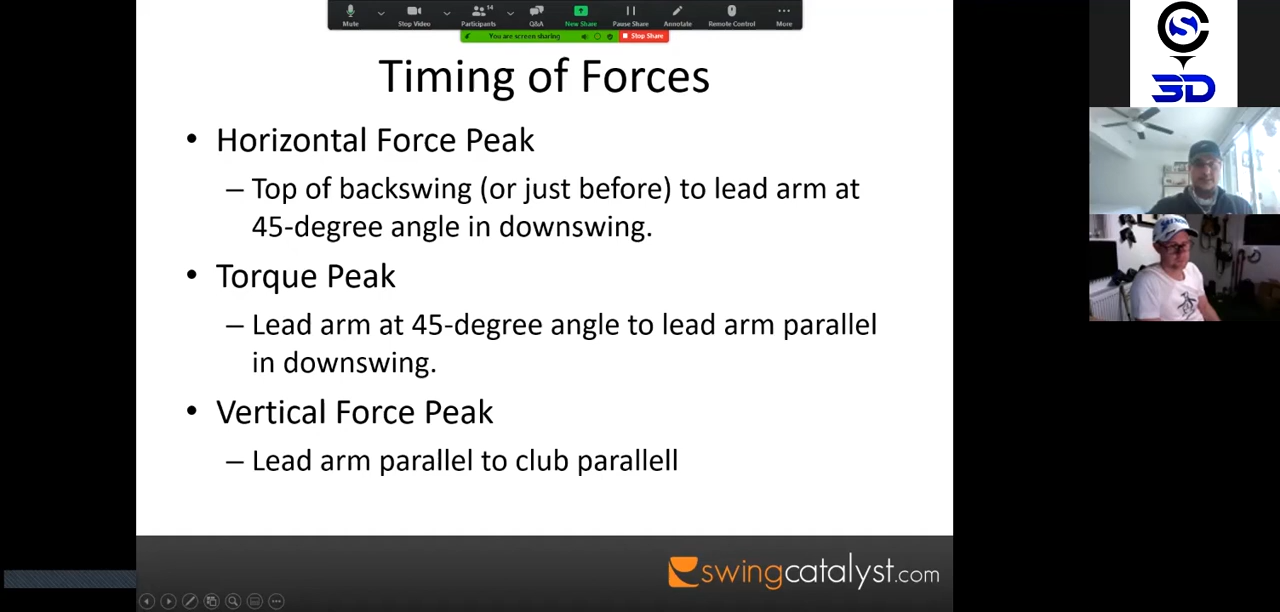 Mute
Stop Video
Participants
14
Q&A
New Share
Pause Share
Annotate
Remote Control
More
You are screen sharing
Stop Share
Timing of Forces
• Horizontal Force Peak
– Top of backswing (or just before) to lead arm at
45-degree angle in downswing.
• Torque Peak
– Lead arm at 45-degree angle to lead arm parallel
in downswing.
• Vertical Force Peak
– Lead arm parallel to club parallell
swingcatalyst.com
CS
3D